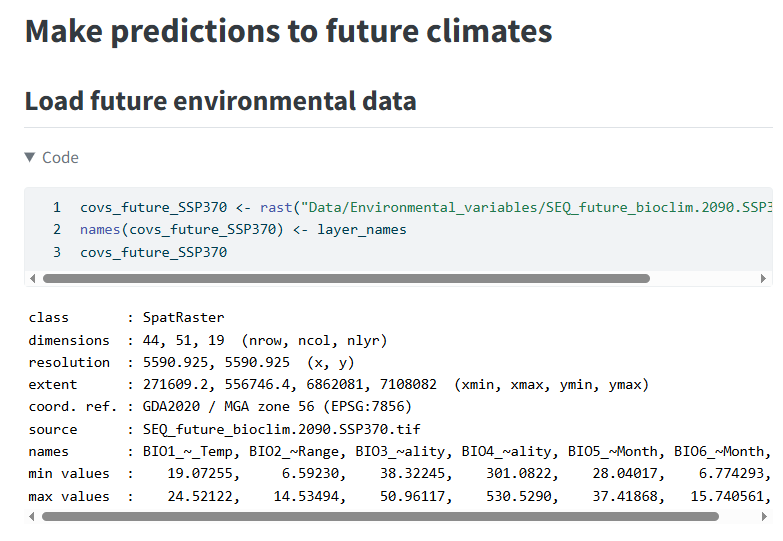 Make predictions to future climates
Load future environmental data
▼ Code
1 covs_future_SSP370 <- rast("Data/Environmental_variables/SEQ_future_bioclim.2090.SSP3
2 names(covs_future_SSP370) <- layer_names
3 covs_future_SSP370
class       : SpatRaster
dimensions  : 44, 51, 19  (nrow, ncol, nlyr)
resolution  : 5590.925, 5590.925  (x, y)
extent      : 271609.2, 556746.4, 6862081, 7108082  (xmin, xmax, ymin, ymax)
coord. ref. : GDA2020 / MGA zone 56 (EPSG:7856)
source      : SEQ_future_bioclim.2090.SSP370.tif
names       : BIO1_~_Temp, BIO2_~Range, BIO3_~ality, BIO4_~ality, BIO5_~Month, BIO6_~Month,
min values  :    19.07255,     6.59230,    38.32245,    301.0822,    28.04017,    6.774293,
max values  :    24.52122,    14.53494,    50.96117,    530.5290,    37.41868,   15.740561,